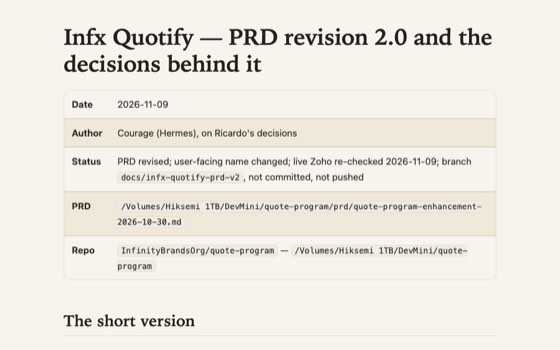 Infx Quotify — PRD revision 2.0 and the
decisions behind it
Date 2026-11-09
Author Courage (Hermes), on Ricardo's decisions
Status PRD revised; user-facing name changed; live Zoho re-checked 2026-11-09; branch
docs/infx-quotify-prd-v2 , not committed, not pushed
PRD /Volumes/Hiksemi 1TB/DevMini/quote-program/prd/quote-program-enhancement-
2026-10-30.md
Repo InfinityBrandsOrg/quote-program — /Volumes/Hiksemi 1TB/DevMini/quote-
program
The short version